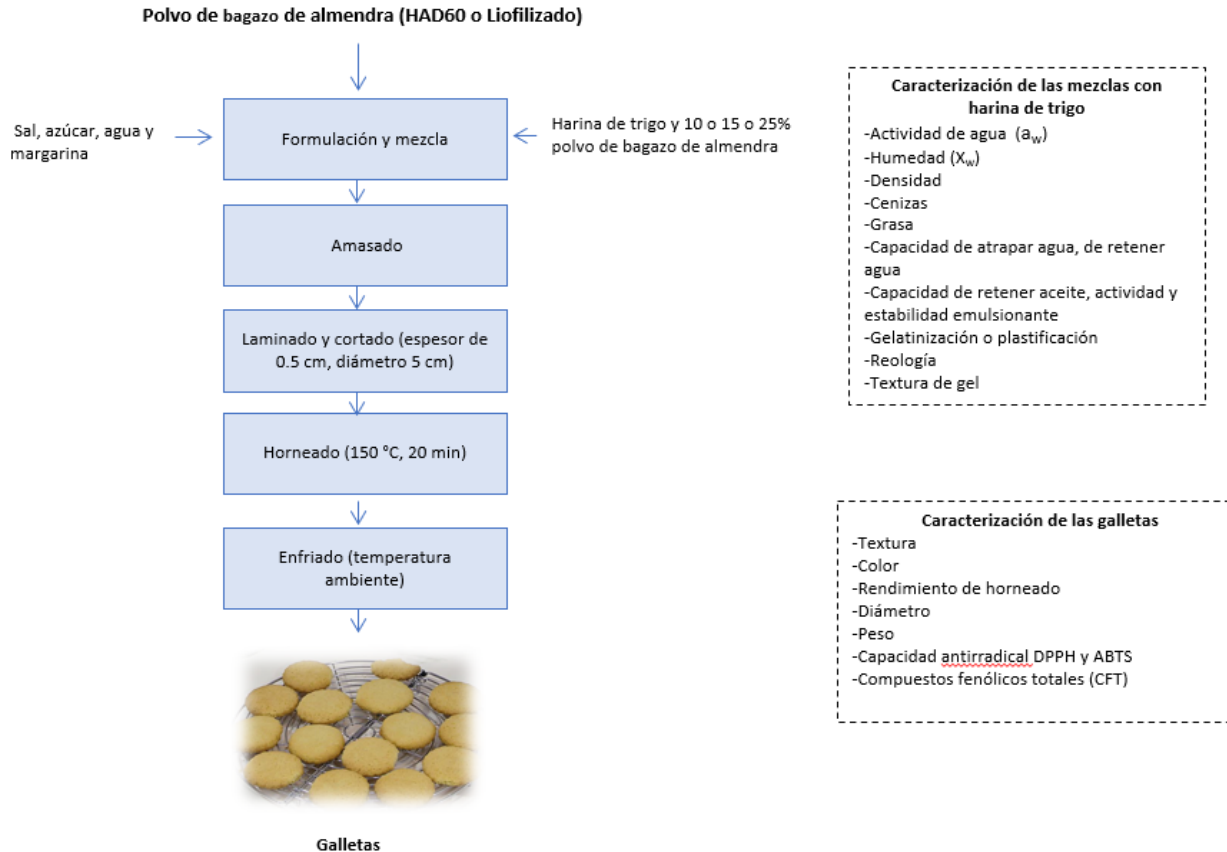 Polvo de bagazo de almendra (HAD60 o Liofilizado)
Sal, azúcar, agua y
margarina
Formulación y mezcla
Harina de trigo y 10 o 15 o 25%
polvo de bagazo de almendra
Amasado
Laminado y cortado (espesor de
0.5 cm, diámetro 5 cm)
Horneado (150 °C, 20 min)
Enfriado (temperatura
ambiente)
Galletas
Caracterización de las mezclas con
harina de trigo
-Actividad de agua (aw)
-Humedad (Xw)
-Densidad
-Cenizas
-Grasa
-Capacidad de atrapar agua, de retener
agua
-Capacidad de retener aceite, actividad y
estabilidad emulsionante
-Gelatinización o plastificación
-Reología
-Textura de gel
Caracterización de las galletas
-Textura
-Color
-Rendimiento de horneado
-Diámetro
-Peso
-Capacidad antirradical DPPH y ABTS
-Compuestos fenólicos totales (CFT)